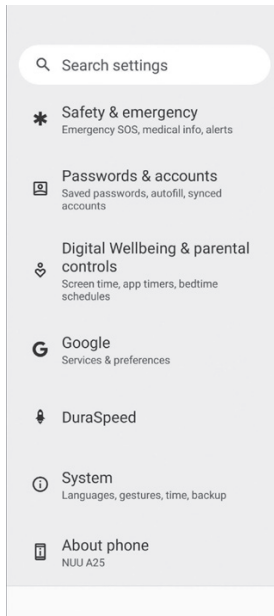 Search settings
Safety & emergency
Emergency SOS, medical info, alerts
Passwords & accounts
Saved passwords, autofill, synced
accounts
Digital Wellbeing & parental
controls
Screen time, app timers, bedtime
schedules
Google
Services & preferences
DuraSpeed
System
Languages, gestures, time, backup
About phone
NUU A25